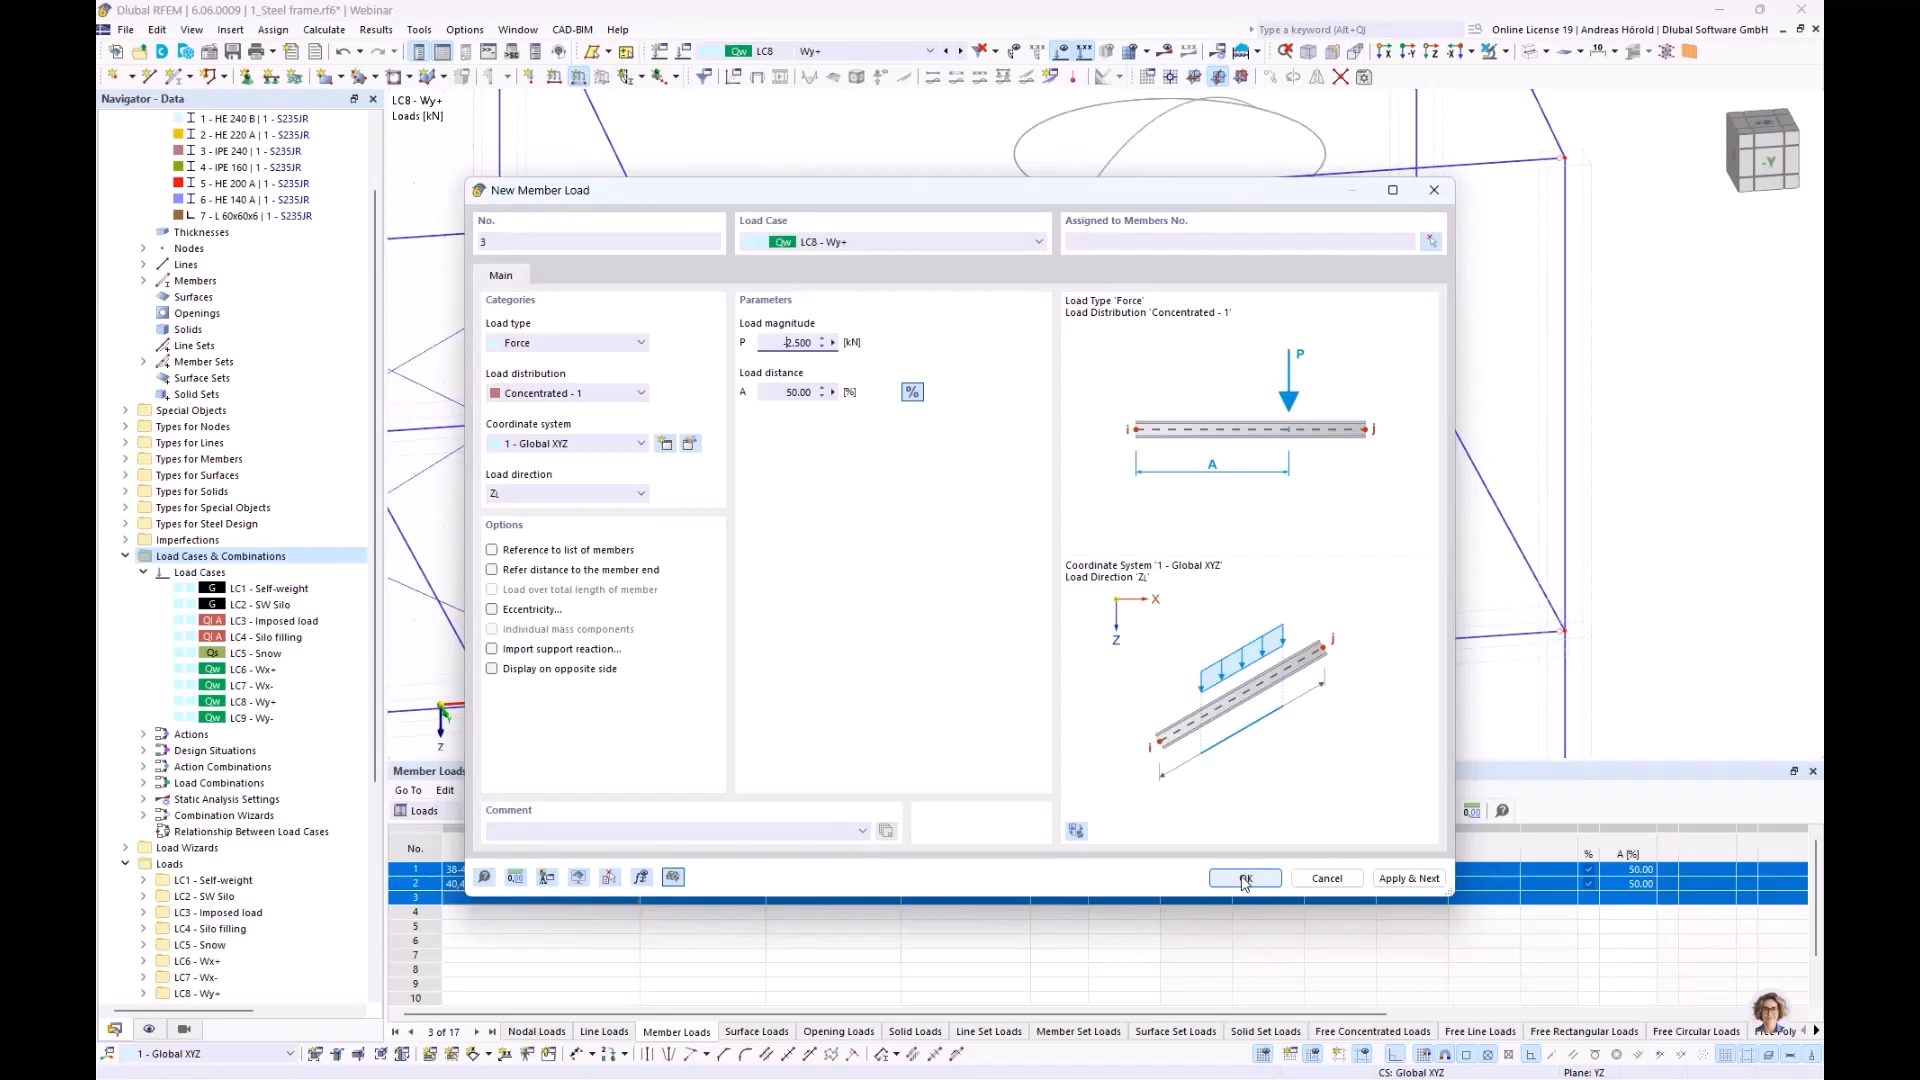 Dlubal RFEM | 6.06.0009 | 1_Steel frame.rf6* | Webinar
File Edit View Insert Assign Calculate Results Tools Options Window CAD-BIM Help
Type a keyword (Alt+Q)
Online License 19 | Andreas Hörold | Dlubal Software GmbH
Qw LC8 Wy+
Navigator - Data
1 - HE 240 B | 1 - S235JR
2 - HE 220 A | 1 - S235JR
3 - IPE 240 | 1 - S235JR
4 - IPE 160 | 1 - S235JR
5 - HE 200 A | 1 - S235JR
6 - HE 140 A | 1 - S235JR
7 - L 60x60x6 | 1 - S235JR
Thicknesses
Nodes
Lines
Members
Surfaces
Openings
Solids
Line Sets
Member Sets
Surface Sets
Solid Sets
Special Objects
Types for Nodes
Types for Lines
Types for Members
Types for Surfaces
Types for Solids
Types for Special Objects
Types for Steel Design
Imperfections
Load Cases & Combinations
Load Cases
G LC1 - Self-weight
G LC2 - SW Silo
QI A LC3 - Imposed load
QI A LC4 - Silo filling
Qs LC5 - Snow
Qw LC6 - Wx+
Qw LC7 - Wx-
Qw LC8 - Wy+
Qw LC9 - Wy-
Actions
Design Situations
Action Combinations
Load Combinations
Static Analysis Settings
Combination Wizards
Relationship Between Load Cases
Load Wizards
Loads
LC1 - Self-weight
LC2 - SW Silo
LC3 - Imposed load
LC4 - Silo filling
LC5 - Snow
LC6 - Wx+
LC7 - Wx-
LC8 - Wy+
1 - Global XYZ
LC8 - Wy+
Loads [kN]
-Y
Z
New Member Load
No.
3
Load Case
Qw LC8 - Wy+
Assigned to Members No.
Main
Categories
Load type
Force
Load distribution
Concentrated - 1
Coordinate system
1 - Global XYZ
Load direction
ZL
Options
Reference to list of members
Refer distance to the member end
Load over total length of member
Eccentricity...
Individual mass components
Import support reaction...
Display on opposite side
Parameters
Load magnitude
P -2.500 [kN]
Load distance
A 50.00 [%] %
Load Type 'Force'
Load Distribution 'Concentrated - 1'
P
i j
A
Coordinate System '1 - Global XYZ'
Load Direction 'ZL'
X
Z
j
i
Comment
OK Cancel Apply & Next
Member Loads
Go To Edit
Loads
No.
% A [%]
1 50.00
2 40,4 50.00
3
4
5
6
7
8
9
10
3 of 17 Nodal Loads Line Loads Member Loads Surface Loads Opening Loads Solid Loads Line Set Loads Member Set Loads Surface Set Loads Solid Set Loads Free Concentrated Loads Free Line Loads Free Rectangular Loads Free Circular Loads
CS: Global XYZ Plane: YZ